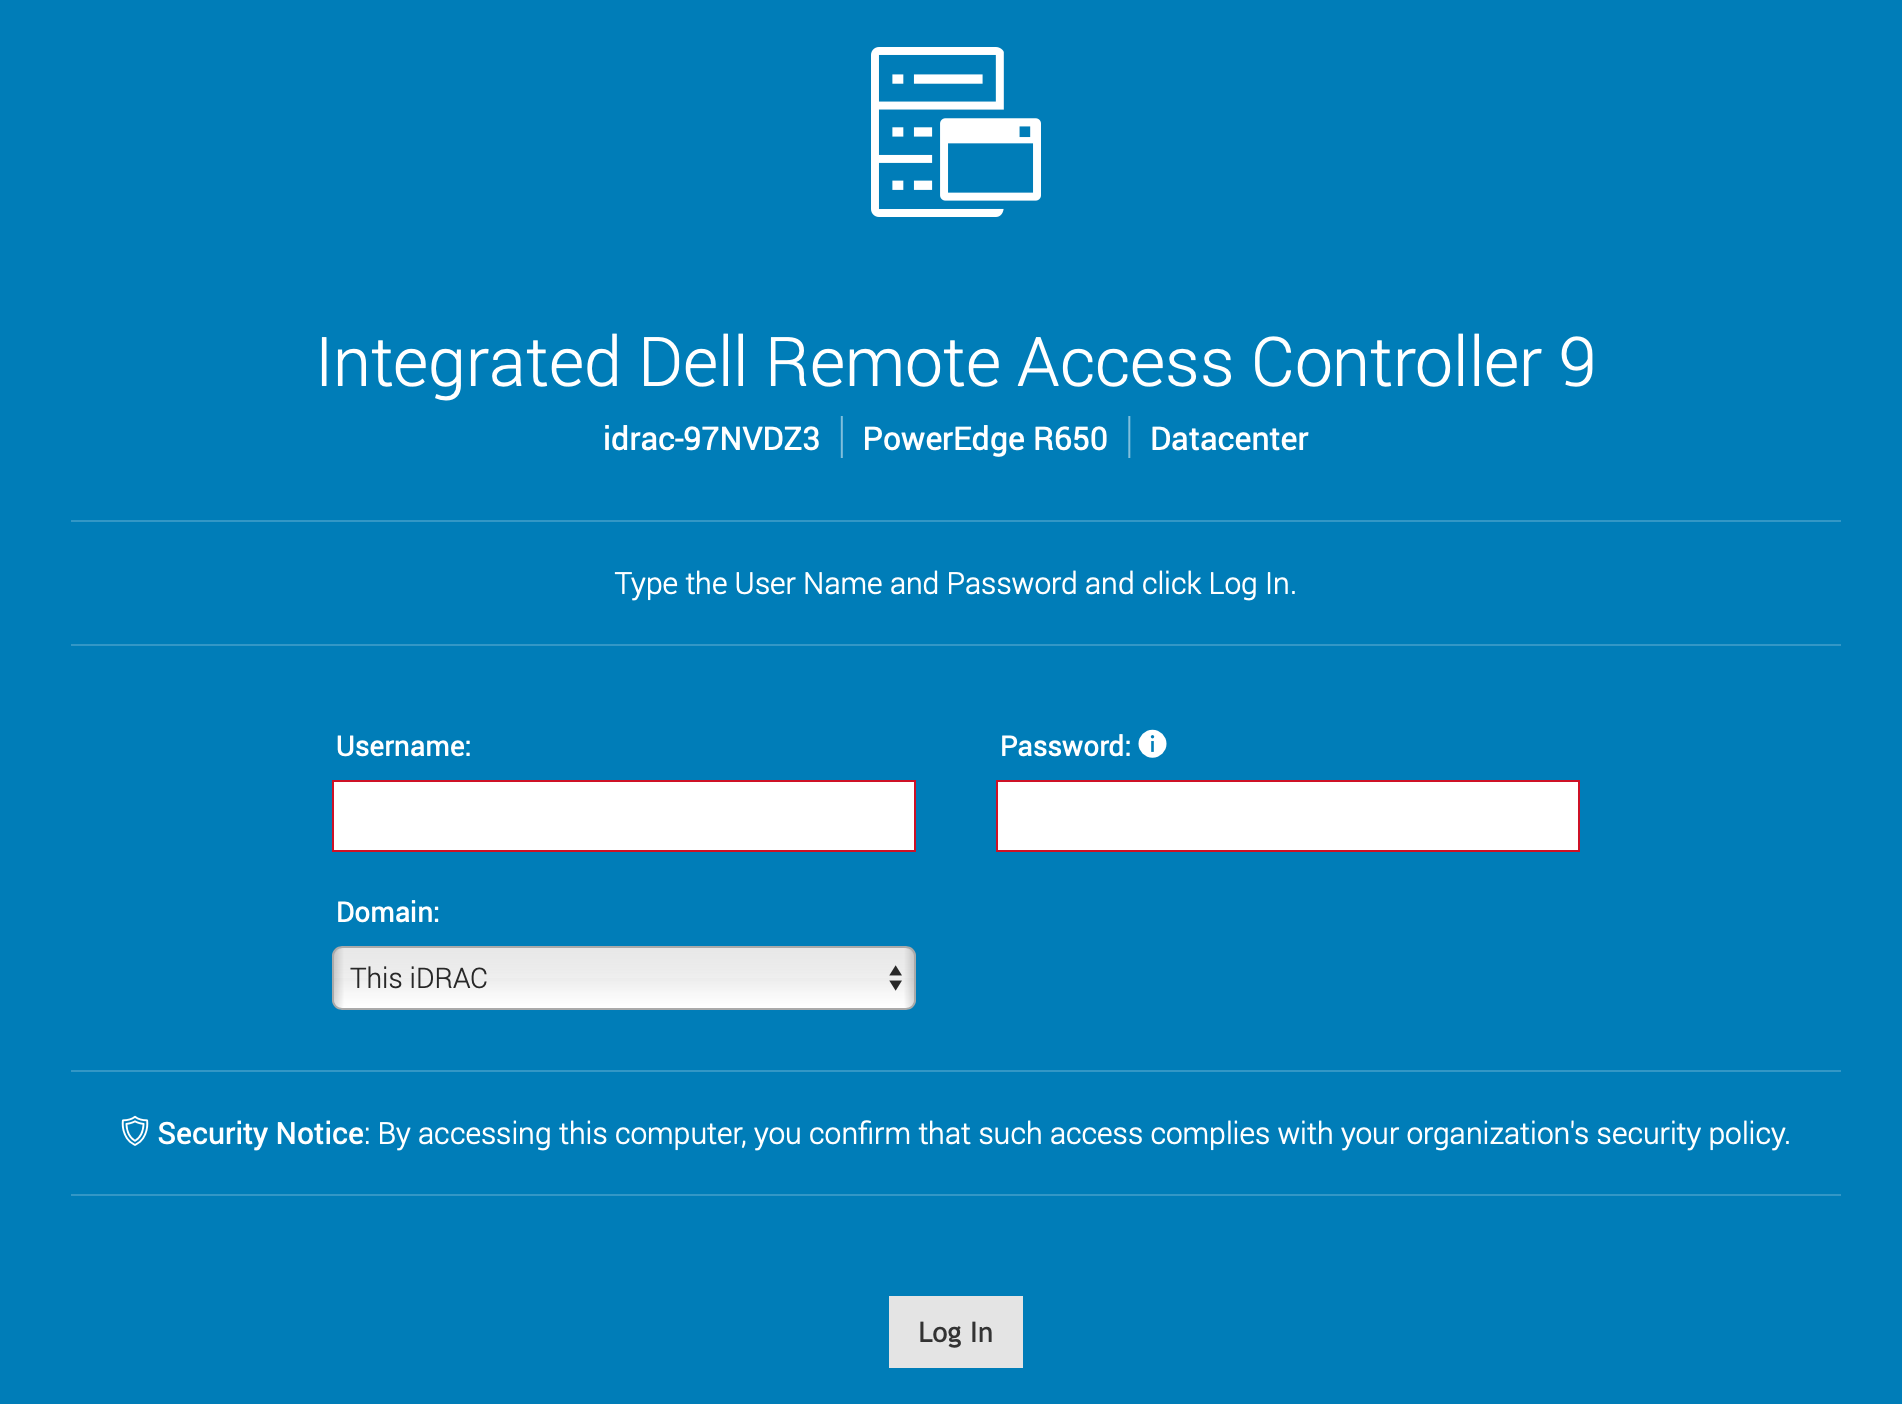 Integrated Dell Remote Access Controller 9
idrac-97NVDZ3 | PowerEdge R650 | Datacenter
Type the User Name and Password and click Log In.
Username:
Password:
Domain:
This iDRAC
Security Notice: By accessing this computer, you confirm that such access complies with your organization's security policy.
Log In